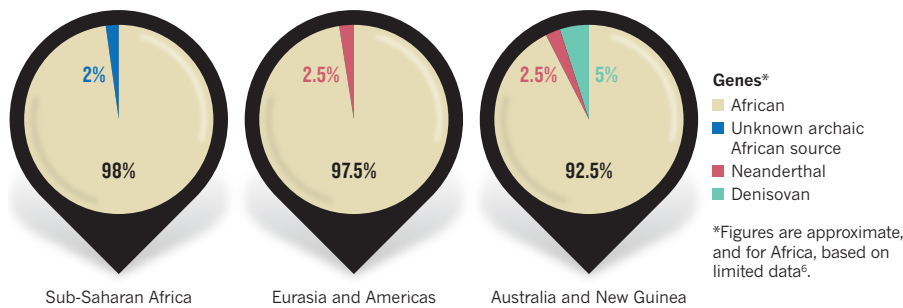 2%
98%
Sub-Saharan Africa
2.5%
97.5%
Eurasia and Americas
2.5%
5%
92.5%
Australia and New Guinea
Genes*
African
Unknown archaic
African source
Neanderthal
Denisovan
*Figures are approximate,
and for Africa, based on
limited data⁶.